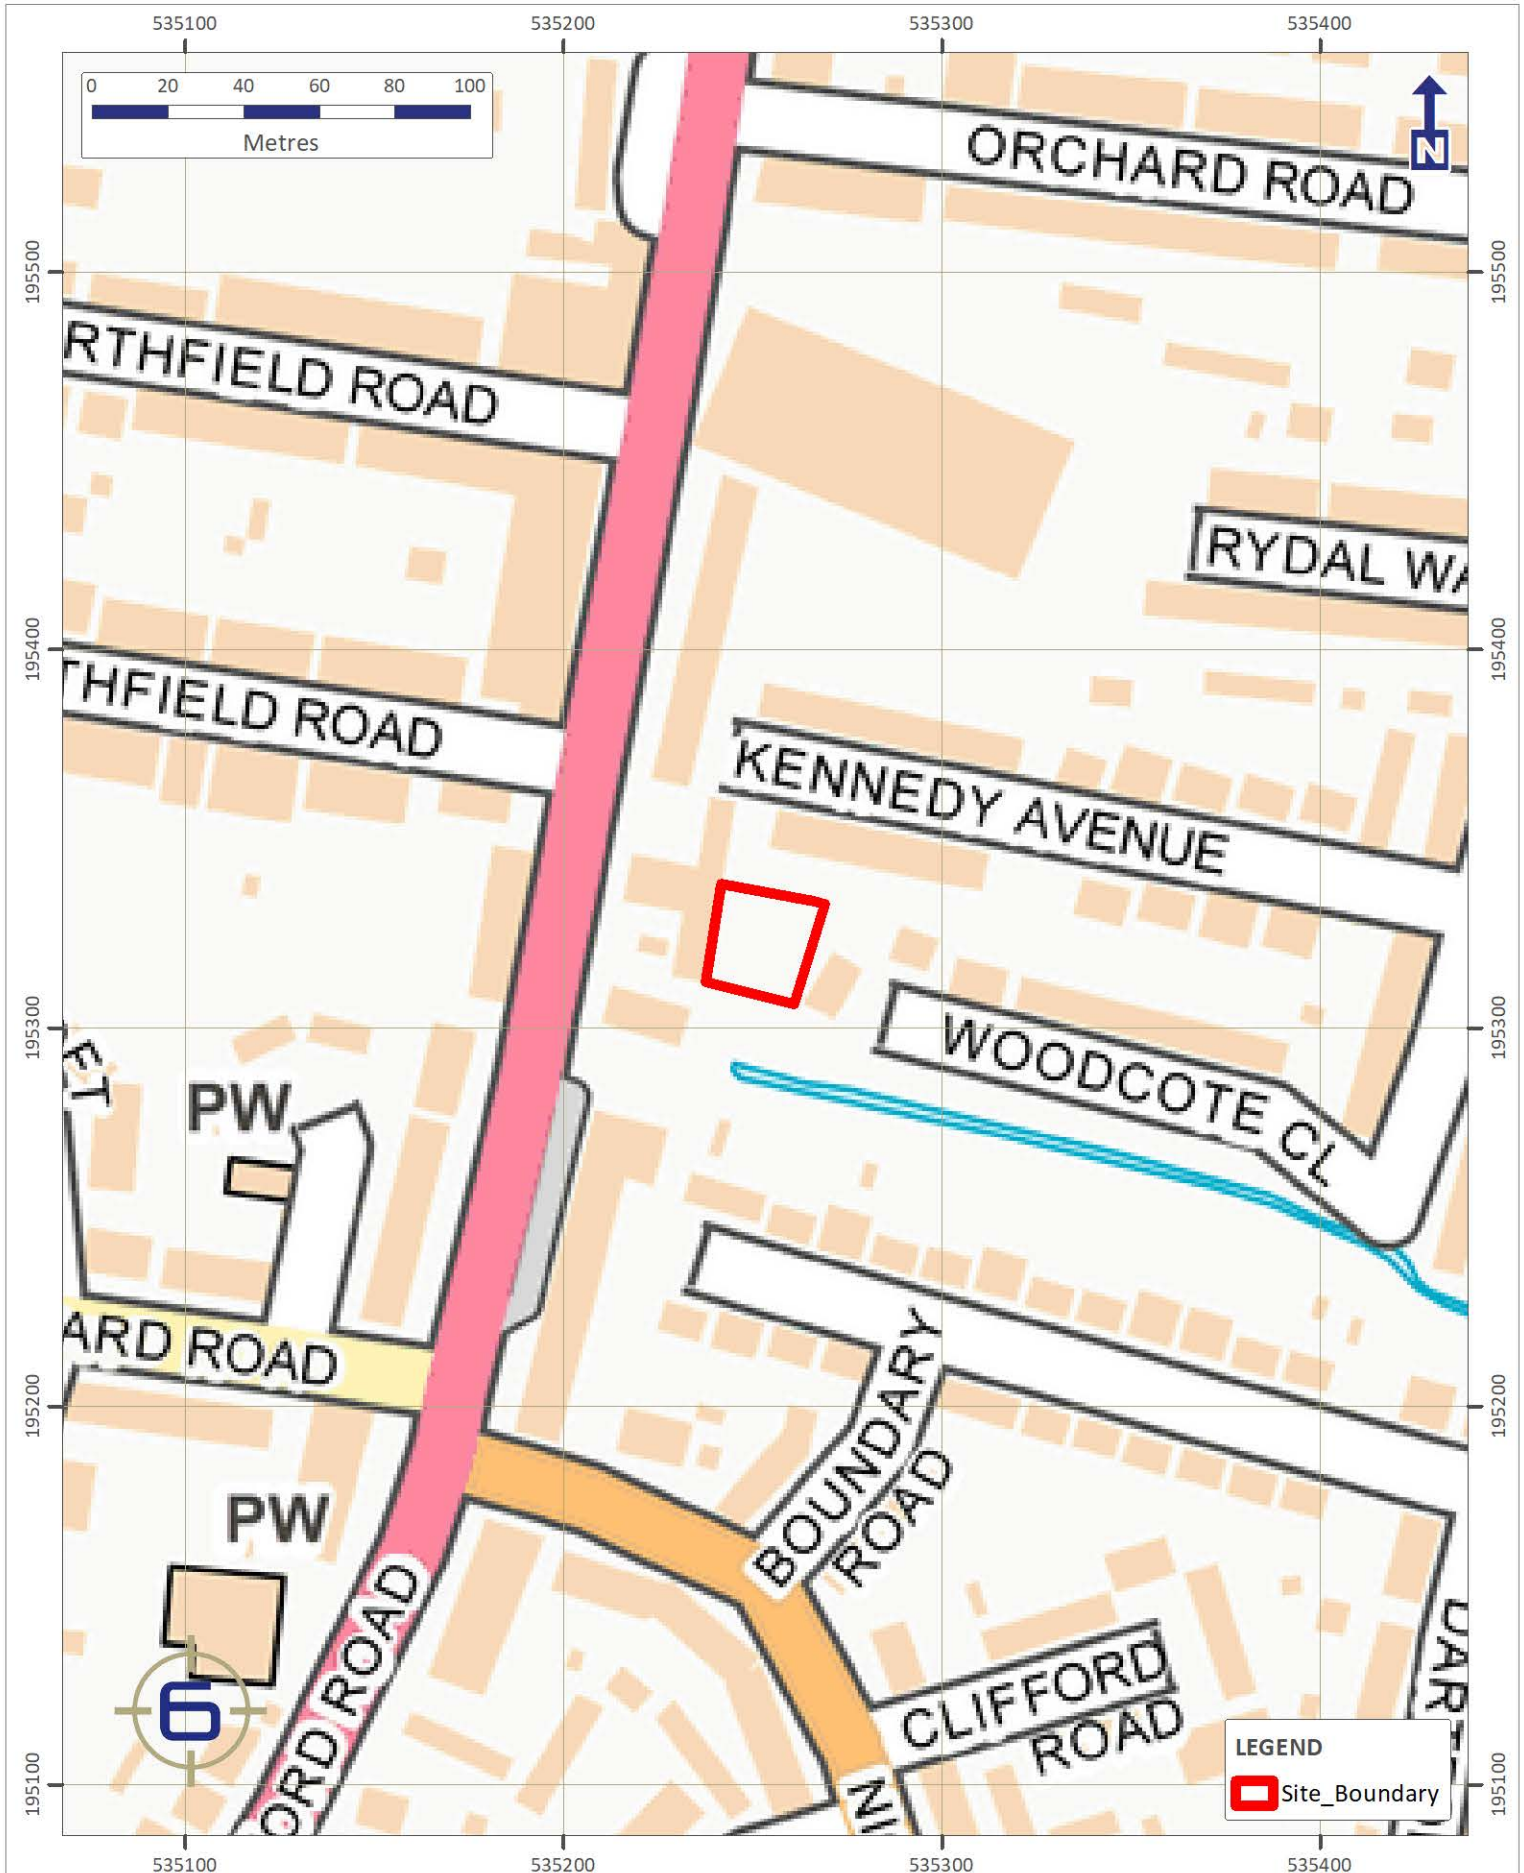 535100 535200 535300 535400
0 20 40 60 80 100
Metres
N
ORCHARD ROAD
195500 195500
RTHFIELD ROAD
RYDAL WA
195400 195400
THFIELD ROAD
KENNEDY AVENUE
195300 195300
WOODCOTE CL
ET
PW
ARD ROAD
195200 195200
BOUNDARY
ROAD
PW
CLIFFORD
ROAD
ORD ROAD
6
LEGEND
Site_Boundary
195100 195100
535100 535200 535300 535400